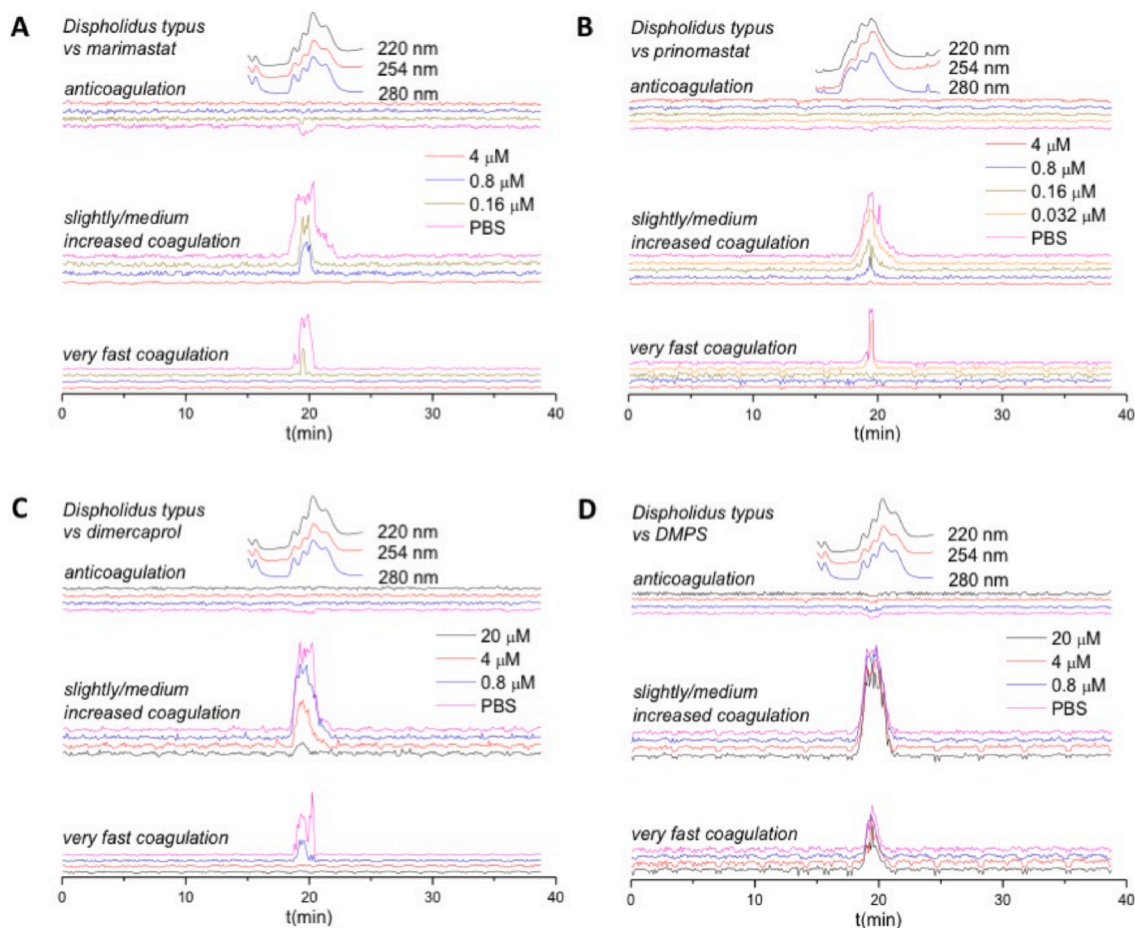 A
Dispholidus typus
vs marimastat
220 nm
254 nm
anticoagulation
280 nm
4 μM
0.8 μM
0.16 μM
PBS
slightly/medium
increased coagulation
very fast coagulation
0 10 20 30 40
t(min)
B
Dispholidus typus
vs prinomastat
220 nm
254 nm
anticoagulation
280 nm
4 μM
0.8 μM
0.16 μM
0.032 μM
PBS
slightly/medium
increased coagulation
very fast coagulation
0 10 20 30 40
t(min)
C
Dispholidus typus
vs dimercaprol
220 nm
254 nm
anticoagulation
280 nm
20 μM
4 μM
0.8 μM
PBS
slightly/medium
increased coagulation
very fast coagulation
0 10 20 30 40
t(min)
D
Dispholidus typus
vs DMPS
220 nm
254 nm
anticoagulation
280 nm
20 μM
4 μM
0.8 μM
PBS
slightly/medium
increased coagulation
very fast coagulation
0 10 20 30 40
t(min)